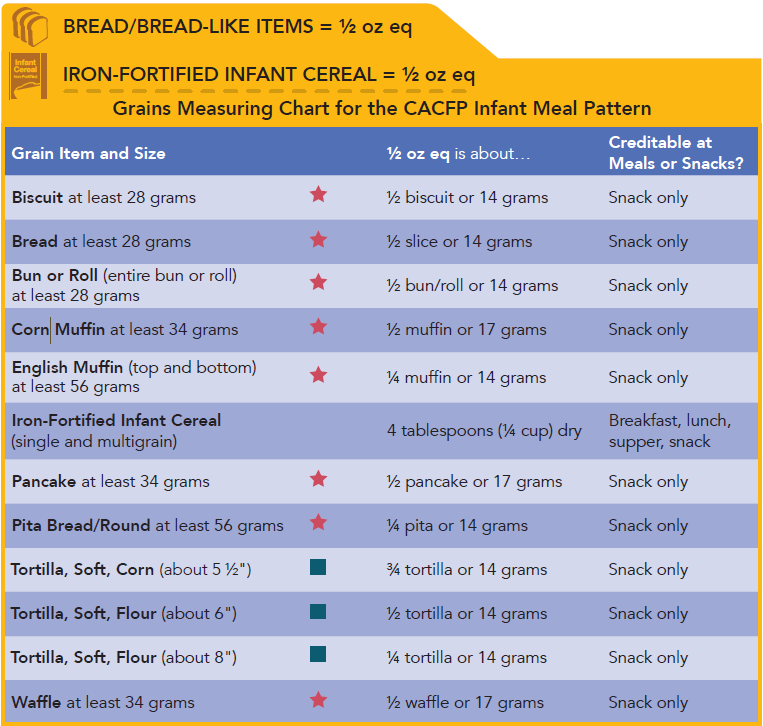 BREAD/BREAD-LIKE ITEMS = ½ oz eq
Infant
Cereal
Iron-Fortified
IRON-FORTIFIED INFANT CEREAL = ½ oz eq
Grains Measuring Chart for the CACFP Infant Meal Pattern
Grain Item and Size ½ oz eq is about… Creditable at
Meals or Snacks?
Biscuit at least 28 grams ½ biscuit or 14 grams Snack only
Bread at least 28 grams ½ slice or 14 grams Snack only
Bun or Roll (entire bun or roll)
at least 28 grams ½ bun/roll or 14 grams Snack only
Corn Muffin at least 34 grams ½ muffin or 17 grams Snack only
English Muffin (top and bottom)
at least 56 grams ¼ muffin or 14 grams Snack only
Iron-Fortified Infant Cereal
(single and multigrain) 4 tablespoons (¼ cup) dry Breakfast, lunch,
supper, snack
Pancake at least 34 grams ½ pancake or 17 grams Snack only
Pita Bread/Round at least 56 grams ¼ pita or 14 grams Snack only
Tortilla, Soft, Corn (about 5 ½") ¾ tortilla or 14 grams Snack only
Tortilla, Soft, Flour (about 6") ½ tortilla or 14 grams Snack only
Tortilla, Soft, Flour (about 8") ¼ tortilla or 14 grams Snack only
Waffle at least 34 grams ½ waffle or 17 grams Snack only